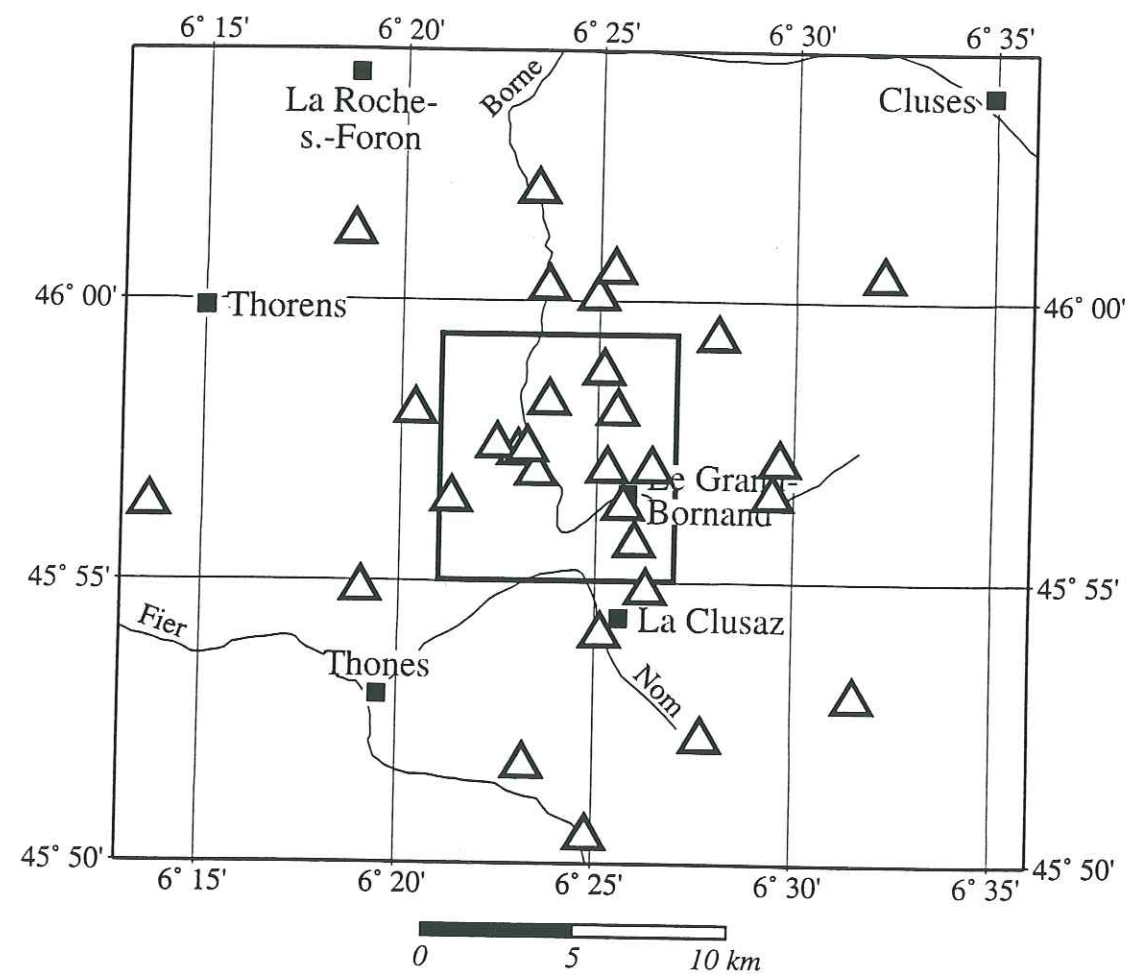 6° 15'
6° 20'
6° 25'
6° 30'
6° 35'
La Roche-
s.-Foron
Borne
Cluses
46° 00'
Thorens
46° 00'
Le Grand-
Bornand
45° 55'
45° 55'
Fier
La Clusaz
Thones
Nom
45° 50'
45° 50'
6° 15'
6° 20'
6° 25'
6° 30'
6° 35'
0
5
10 km